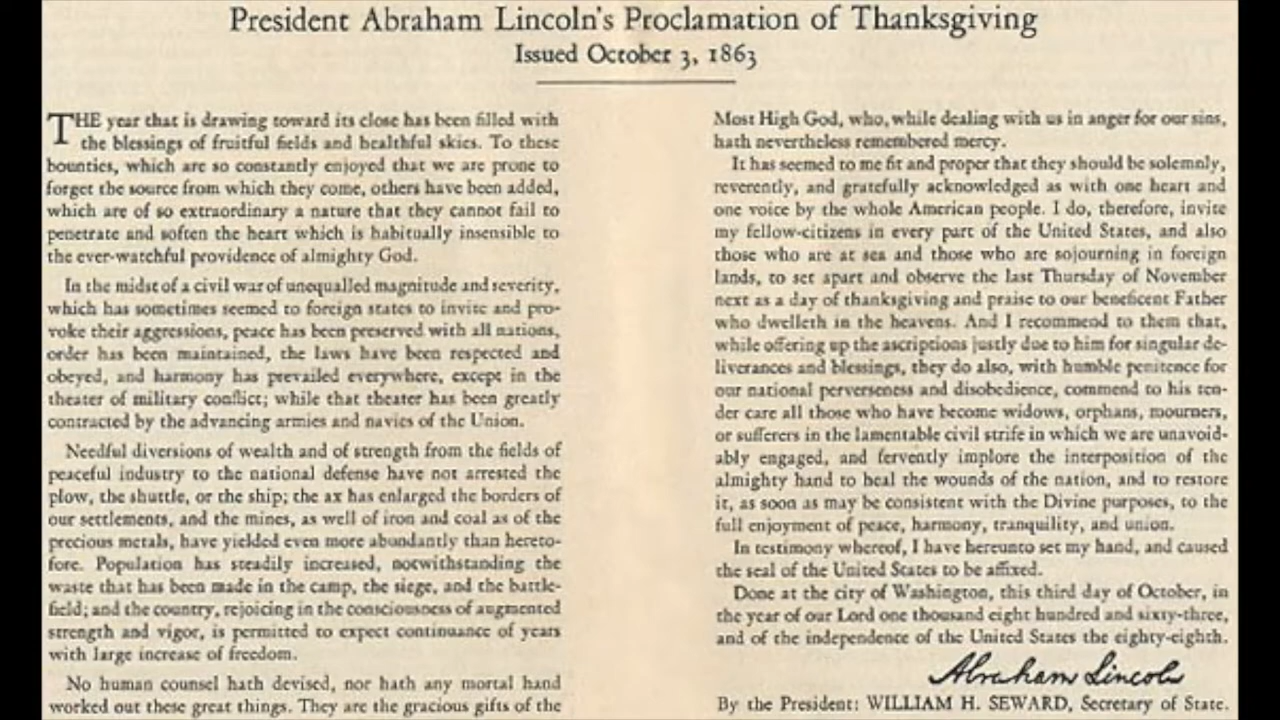 President Abraham Lincoln's Proclamation of Thanksgiving
Issued October 3, 1863
THE year that is drawing toward its close has been filled with
the blessings of fruitful fields and healthful skies. To these
bounties, which are so constantly enjoyed that we are prone to
forget the source from which they come, others have been added,
which are of so extraordinary a nature that they cannot fail to
penetrate and soften the heart which is habitually insensible to
the ever-watchful providence of almighty God.
In the midst of a civil war of unequalled magnitude and severity,
which has sometimes seemed to foreign states to invite and pro-
voke their aggressions, peace has been preserved with all nations,
order has been maintained, the laws have been respected and
obeyed, and harmony has prevailed everywhere, except in the
theater of military conflict; while that theater has been greatly
contracted by the advancing armies and navies of the Union.
Needful diversions of wealth and of strength from the fields of
peaceful industry to the national defense have not arrested the
plow, the shuttle, or the ship; the ax has enlarged the borders of
our settlements, and the mines, as well of iron and coal as of the
precious metals, have yielded even more abundantly than hereto-
fore. Population has steadily increased, notwithstanding the
waste that has been made in the camp, the siege, and the battle-
field; and the country, rejoicing in the consciousness of augmented
strength and vigor, is permitted to expect continuance of years
with large increase of freedom.
No human counsel hath devised, nor hath any mortal hand
worked out these great things. They are the gracious gifts of the
Most High God, who, while dealing with us in anger for our sins,
hath nevertheless remembered mercy.
It has seemed to me fit and proper that they should be solemnly,
reverently, and gratefully acknowledged as with one heart and
one voice by the whole American people. I do, therefore, invite
my fellow-citizens in every part of the United States, and also
those who are at sea and those who are sojourning in foreign
lands, to set apart and observe the last Thursday of November
next as a day of thanksgiving and praise to our beneficent Father
who dwelleth in the heavens. And I recommend to them that,
while offering up the ascriptions justly due to him for singular de-
liverances and blessings, they do also, with humble penitence for
our national perverseness and disobedience, commend to his ten-
der care all those who have become widows, orphans, mourners,
or sufferers in the lamentable civil strife in which we are unavoid-
ably engaged, and fervently implore the interposition of the
almighty hand to heal the wounds of the nation, and to restore
it, as soon as may be consistent with the Divine purposes, to the
full enjoyment of peace, harmony, tranquility, and union.
In testimony whereof, I have hereunto set my hand, and caused
the seal of the United States to be affixed.
Done at the city of Washington, this third day of October, in
the year of our Lord one thousand eight hundred and sixty-three,
and of the independence of the United States the eighty-eighth.
Abraham Lincoln
By the President: WILLIAM H. SEWARD, Secretary of State.